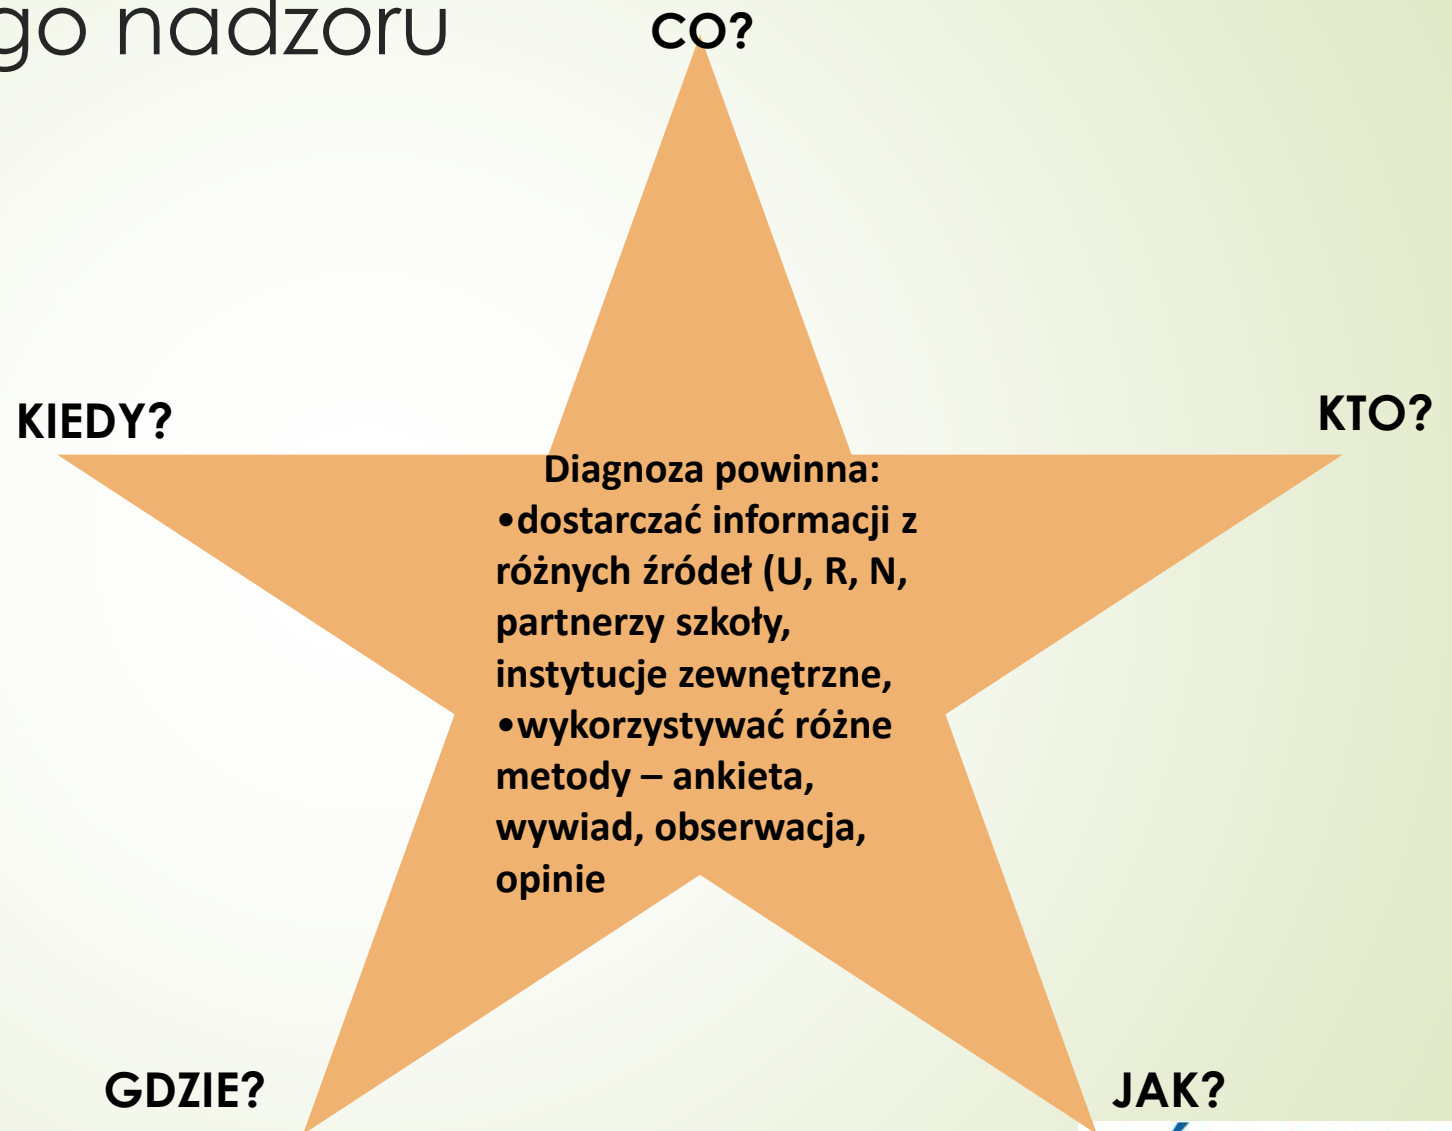 go nadzoru
CO?
KIEDY?
KTO?
Diagnoza powinna:
•dostarczać informacji z
różnych źródeł (U, R, N,
partnerzy szkoły,
instytucje zewnętrzne,
•wykorzystywać różne
metody – ankieta,
wywiad, obserwacja,
opinie
GDZIE?
JAK?